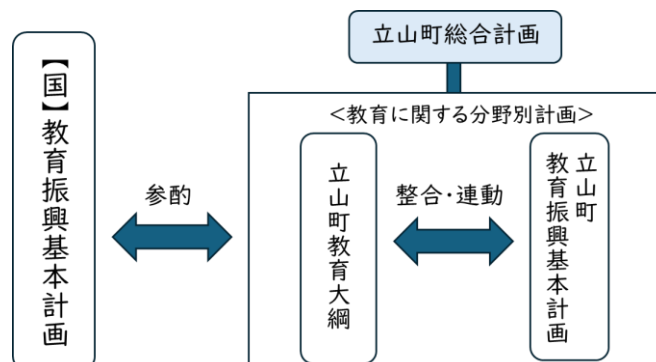 立山町総合計画
【国】教育振興基本計画
<教育に関する分野別計画>
参酌
立山町教育大綱
整合・連動
立山町
教育振興基本計画